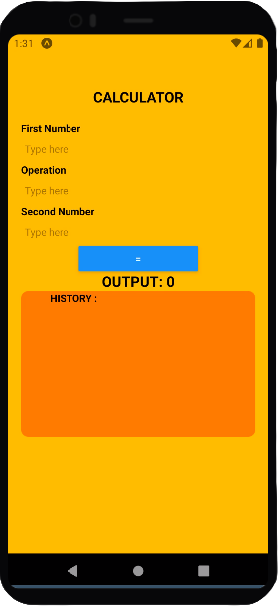 1:31
CALCULATOR
First Number
Type here
Operation
Type here
Second Number
Type here
=
OUTPUT: 0
HISTORY :